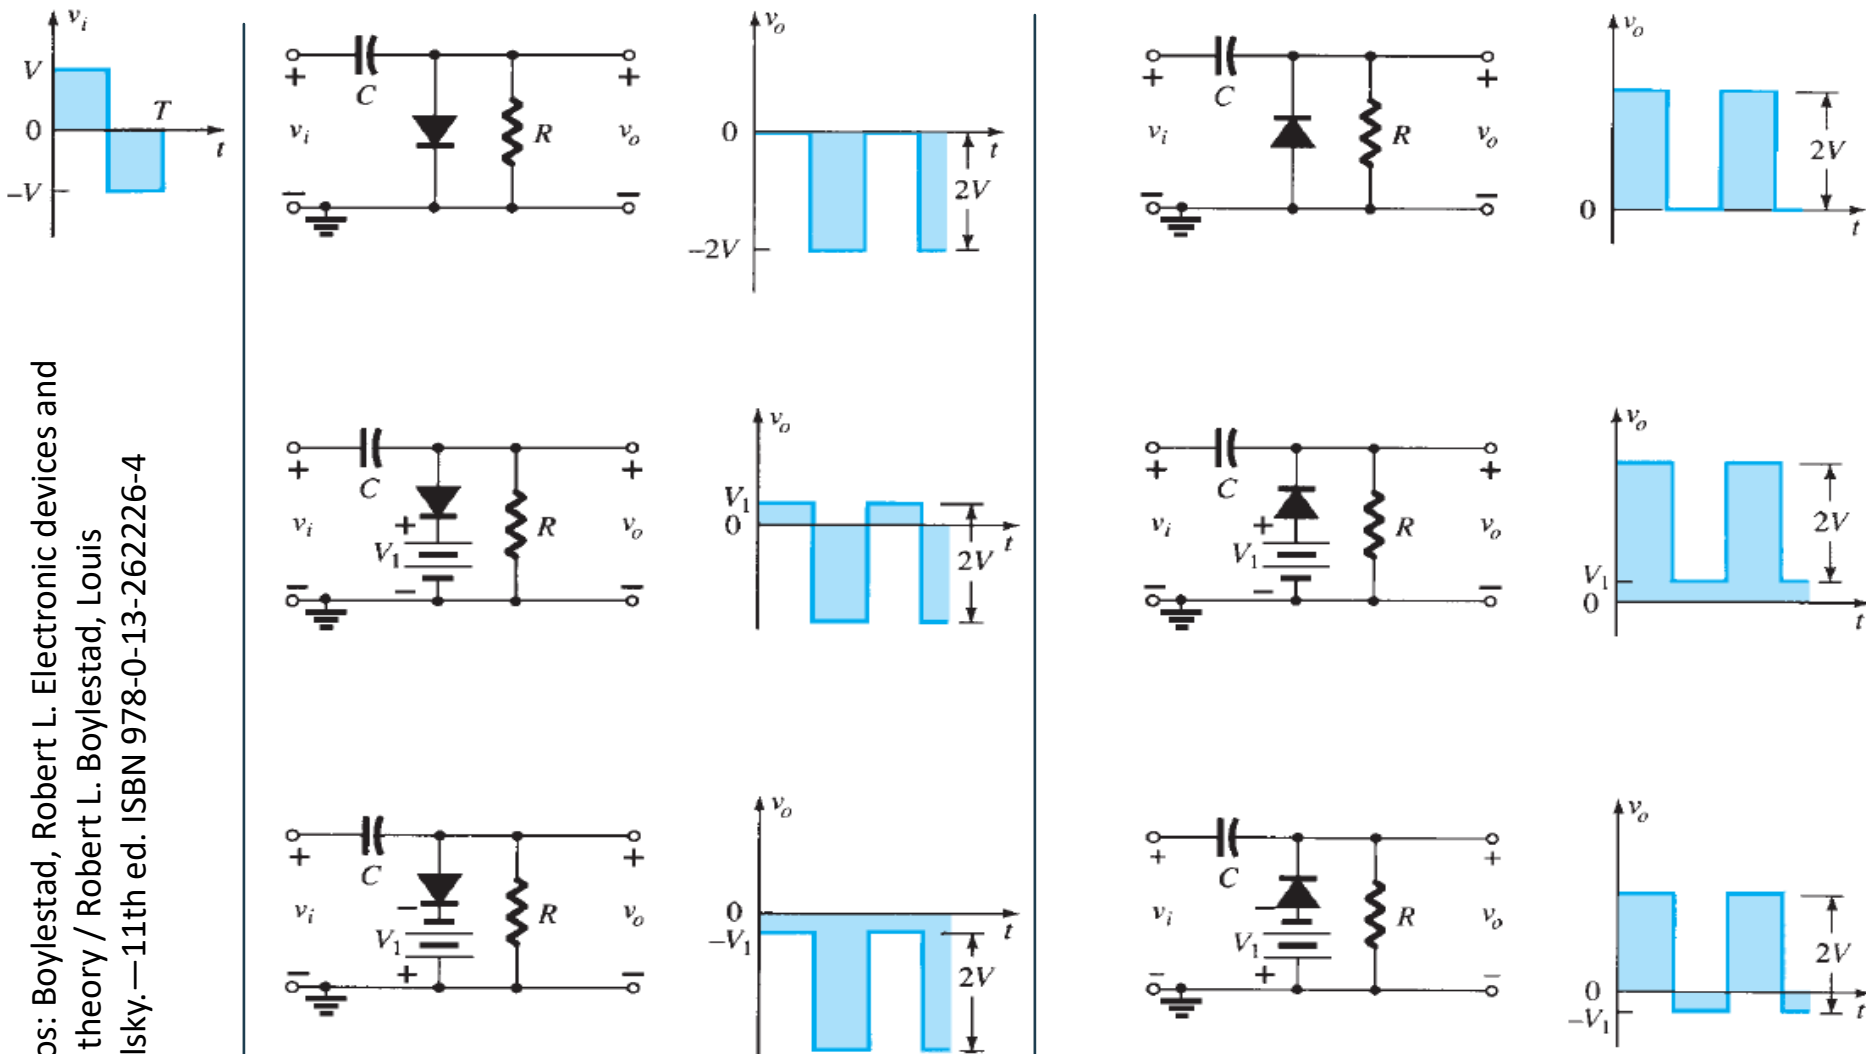 v_i
V
0
-V
T
t
C
+
+
v_i
R
v_o
−
−
v_o
0
-2V
2V
t
C
+
+
v_i
R
v_o
−
−
v_o
0
2V
t
C
+
+
v_i
+
V_1
−
R
v_o
−
−
v_o
V_1
0
2V
t
C
+
+
v_i
+
V_1
−
R
v_o
−
−
v_o
V_1
0
2V
t
C
+
+
v_i
−
V_1
+
R
v_o
−
−
v_o
0
-V_1
2V
t
C
+
+
v_i
−
V_1
+
R
v_o
−
−
v_o
0
-V_1
2V
t
os: Boylestad, Robert L. Electronic devices and
theory / Robert L. Boylestad, Louis
lsky.—11th ed. ISBN 978-0-13-262226-4